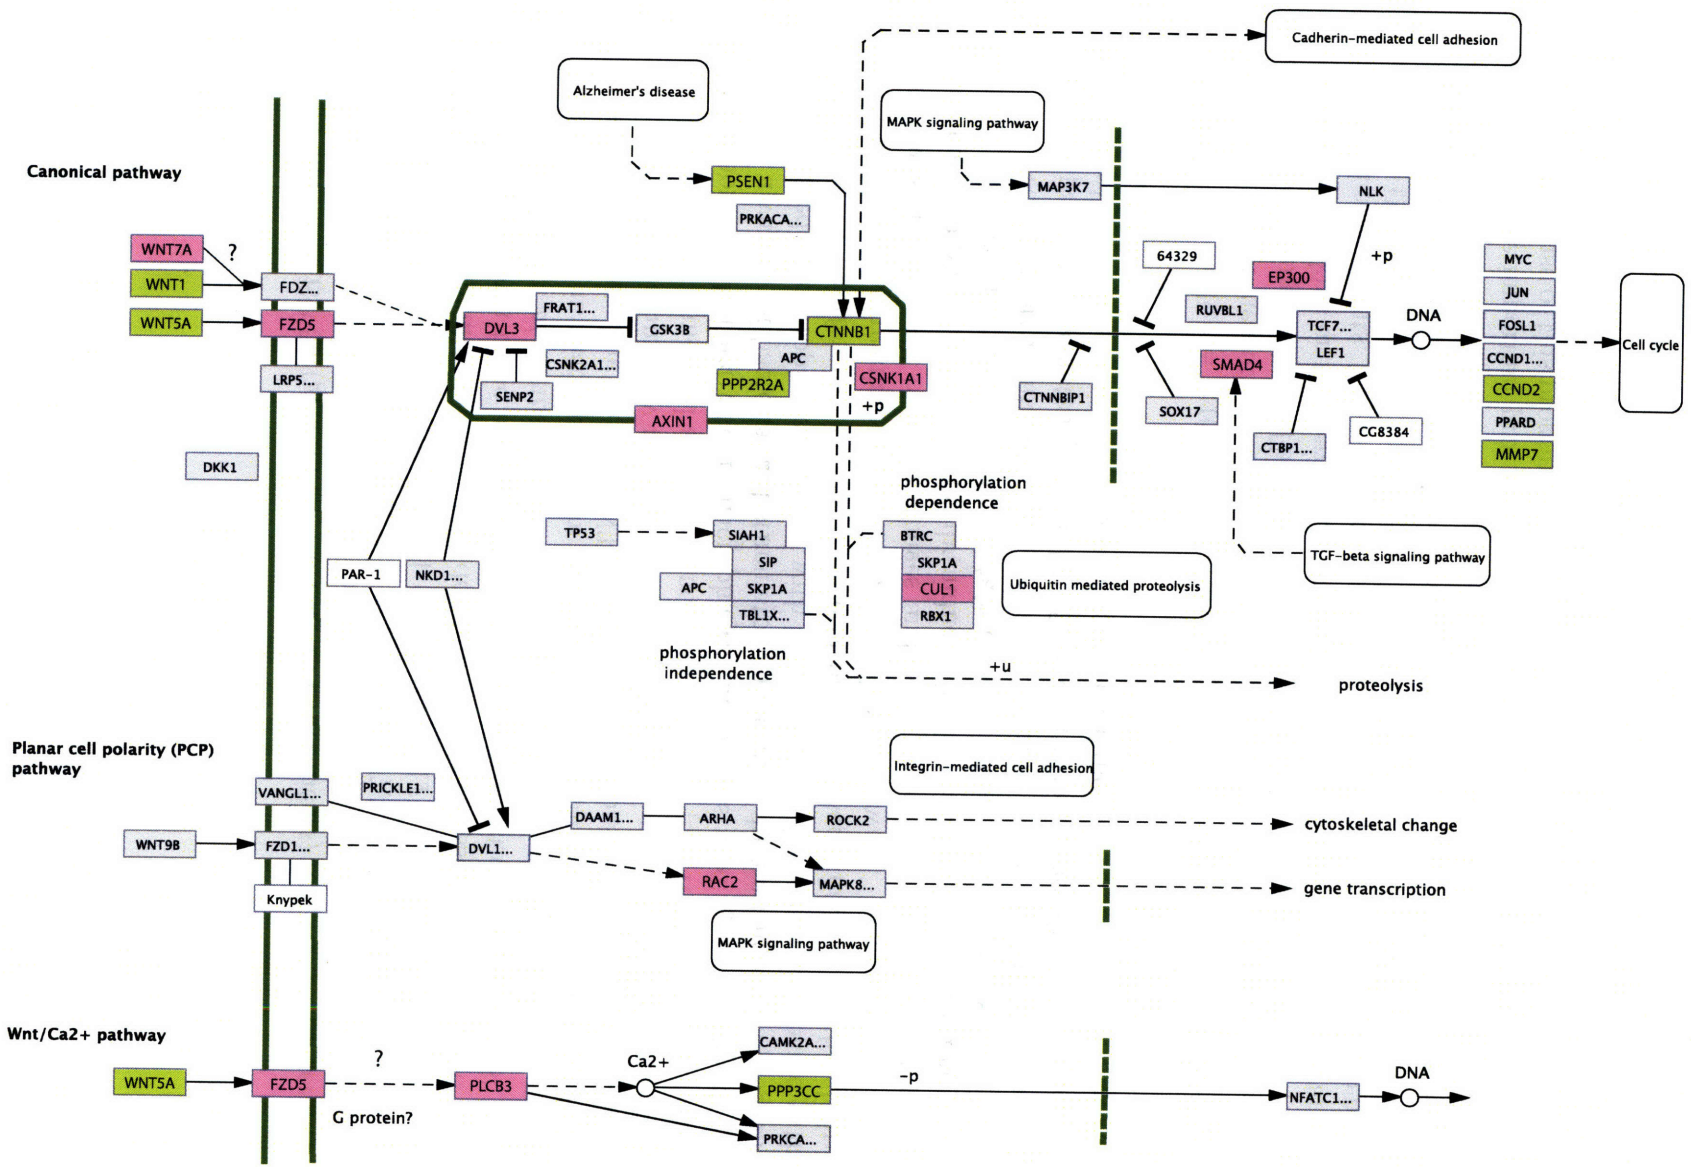 Cadherin-mediated cell adhesion
Alzheimer's disease
MAPK signaling pathway
Canonical pathway
PSEN1
MAP3K7
NLK
PRKACA...
WNT7A
?
64329
+p
MYC
EP300
WNT1
FDZ...
JUN
FRAT1...
RUVBL1
DNA
WNT5A
FZD5
DVL3
GSK3B
CTNNB1
TCF7...
FOSL1
Cell cycle
LEF1
APC
CCND1...
CSNK2A1...
SMAD4
LRP5...
PPP2R2A
CSNK1A1
CCND2
SENP2
CTNNBIP1
+p
SOX17
AXIN1
PPARD
CG8384
CTBP1...
MMP7
DKK1
phosphorylation
dependence
TP53
SIAH1
BTRC
TGF-beta signaling pathway
SIP
SKP1A
PAR-1
NKD1...
APC
SKP1A
CUL1
Ubiquitin mediated proteolysis
TBL1X...
RBX1
phosphorylation
independence
+u
proteolysis
Planar cell polarity (PCP)
pathway
Integrin-mediated cell adhesion
VANGL1...
PRICKLE1...
DAAM1...
ARHA
ROCK2
cytoskeletal change
WNT9B
FZD1...
DVL1...
RAC2
MAPK8...
gene transcription
Knypek
MAPK signaling pathway
Wnt/Ca2+ pathway
CAMK2A...
?
Ca2+
WNT5A
FZD5
PLCB3
PPP3CC
-p
DNA
NFATC1...
G protein?
PRKCA...